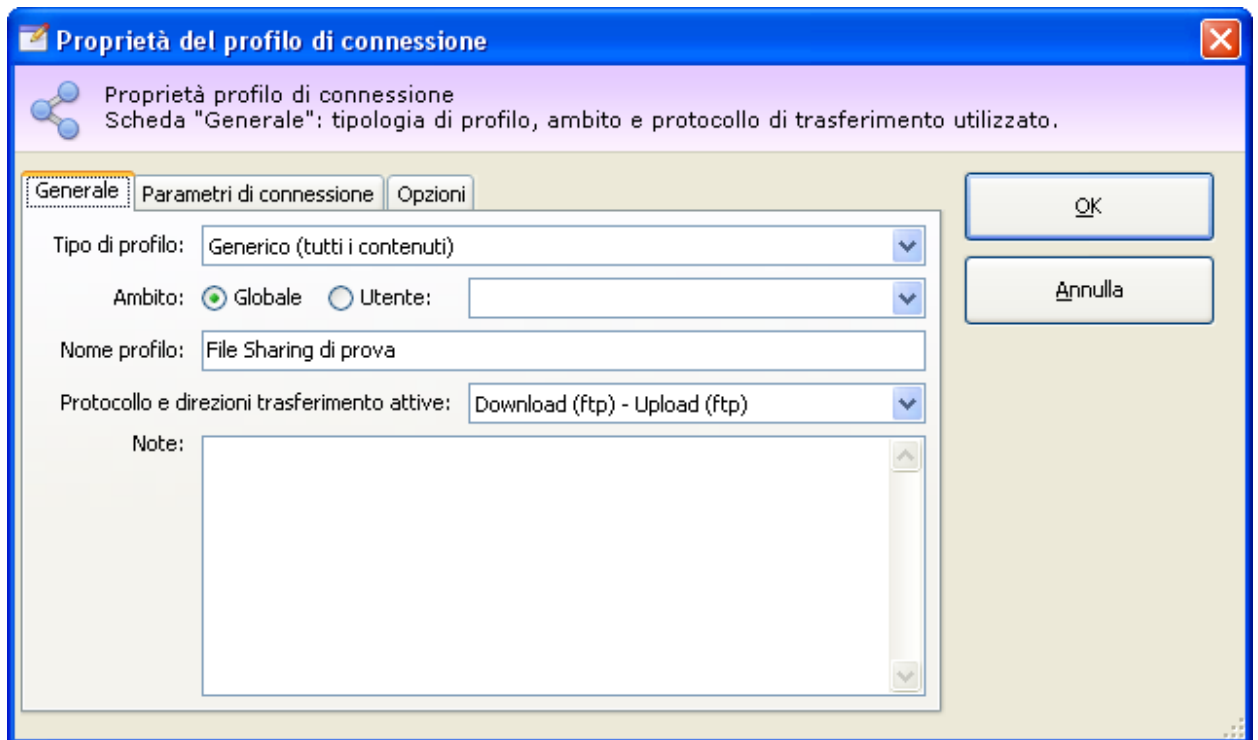 Proprietà del profilo di connessione
Proprietà profilo di connessione
Scheda "Generale": tipologia di profilo, ambito e protocollo di trasferimento utilizzato.
Generale Parametri di connessione Opzioni
OK
Tipo di profilo: Generico (tutti i contenuti)
Annulla
Ambito: Globale Utente:
Nome profilo: File Sharing di prova
Protocollo e direzioni trasferimento attive: Download (ftp) - Upload (ftp)
Note: